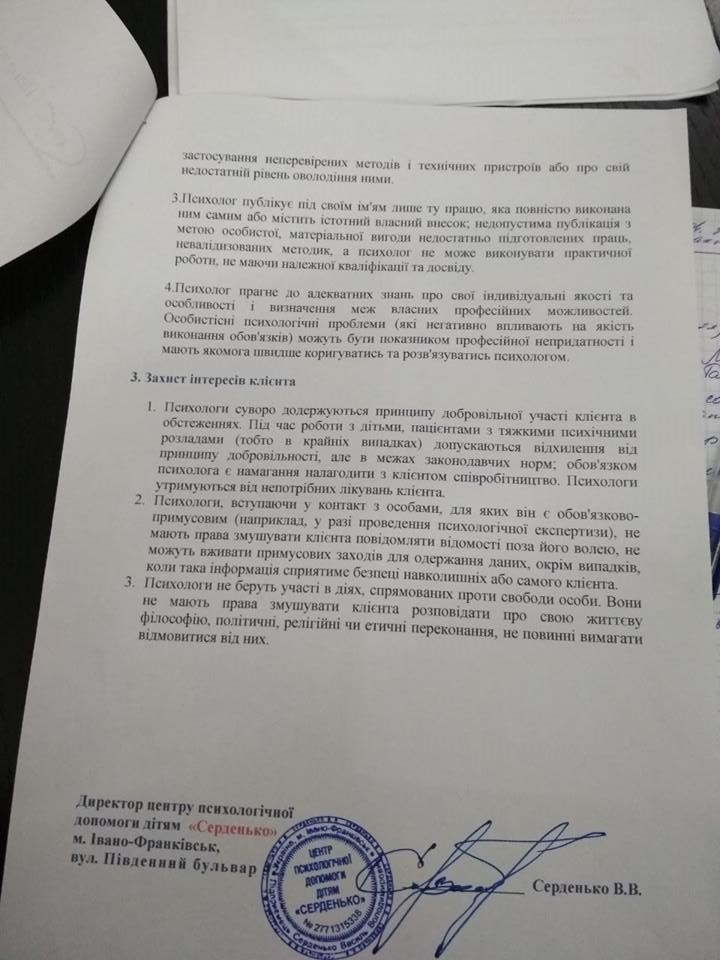 застосування неперевірених методів і технічних пристроїв або про свій
недостатній рівень оволодіння ними.
3.Психолог публікує під своїм ім'ям лише ту працю, яка повністю виконана
ним самим або містить істотний власний внесок; недопустима публікація з
метою особистої, матеріальної вигоди недостатньо підготовлених праць,
невалідизованих методик, а психолог не може виконувати практичної
роботи, не маючи належної кваліфікації та досвіду.
4.Психолог прагне до адекватних знань про свої індивідуальні якості та
особливості і визначення меж власних професійних можливостей.
Особистісні психологічні проблеми (які негативно впливають на якість
виконання обов'язків) можуть бути показником професійної непридатності і
мають якомога швидше коригуватись та розв'язуватись психологом.
3. Захист інтересів клієнта
1. Психологи суворо додержуються принципу добровільної участі клієнта в
обстеженнях. Під час роботи з дітьми, пацієнтами з тяжкими психічними
розладами (тобто в крайніх випадках) допускаються відхилення від
принципу добровільності, але в межах законодавчих норм; обов'язком
психолога є намагання налагодити з клієнтом співробітництво. Психологи
утримуються від непотрібних лікувань клієнта.
2. Психологи, вступаючи у контакт з особами, для яких він є обов'язково-
примусовим (наприклад, у разі проведення психологічної експертизи), не
мають права змушувати клієнта повідомляти відомості поза його волею, не
можуть вживати примусових заходів для одержання даних, окрім випадків,
коли така інформація сприятиме безпеці навколишніх або самого клієнта.
3. Психологи не беруть участі в діях, спрямованих проти свободи особи. Вони
не мають права змушувати клієнта розповідати про свою життєву
філософію, політичні, релігійні чи етичні переконання, не повинні вимагати
відмовитися від них.
Директор центру психологічної
допомоги дітям «Серденько»
м. Івано-Франківськ,
вул. Південний бульвар
ЦЕНТР
ПСИХОЛОГІЧНОЇ
ДОПОМОГИ
ДІТЯМ
«СЕРДЕНЬКО»
№ 2771315338
Україна, м. Івано-Франківськ
Серденько Василь
Серденько В.В.